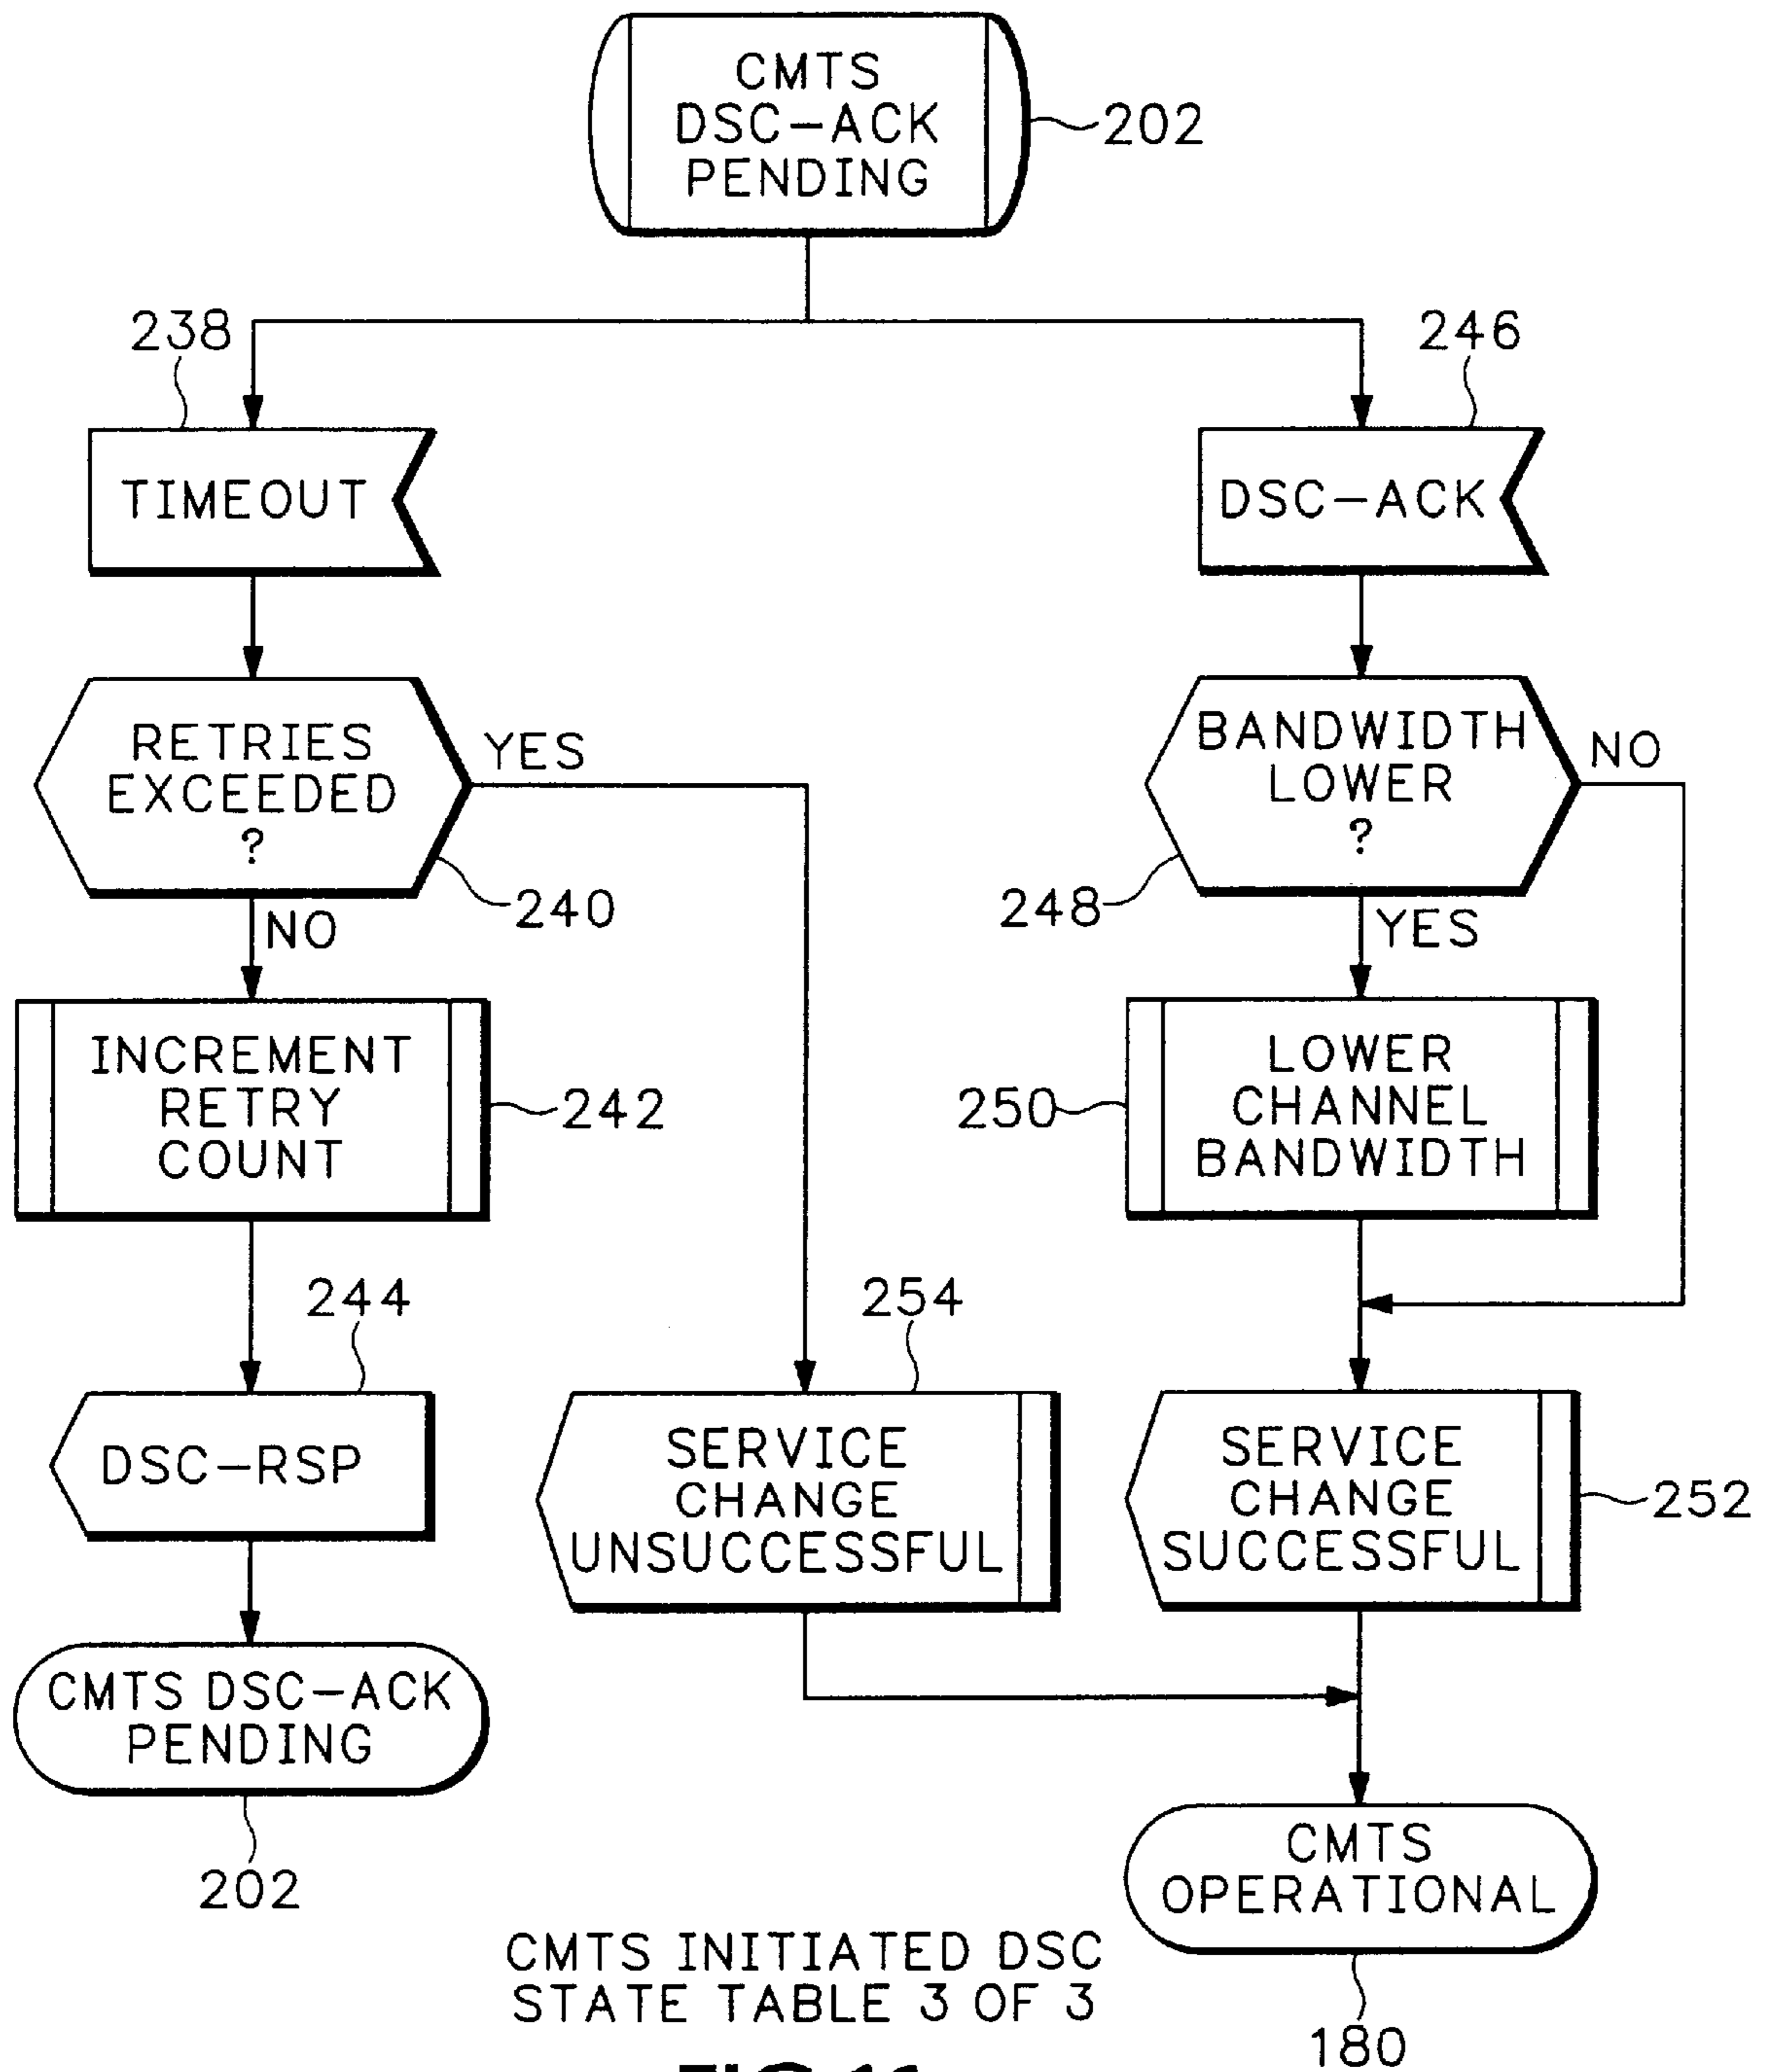 CMTS
DSC-ACK
PENDING
202
238
246
TIMEOUT
DSC-ACK
RETRIES
EXCEEDED
?
YES
240
NO
BANDWIDTH
LOWER
?
NO
248
YES
INCREMENT
RETRY
COUNT
242
250
LOWER
CHANNEL
BANDWIDTH
244
254
DSC-RSP
SERVICE
CHANGE
UNSUCCESSFUL
SERVICE
CHANGE
SUCCESSFUL
252
CMTS DSC-ACK
PENDING
202
CMTS
OPERATIONAL
180
CMTS INITIATED DSC
STATE TABLE 3 OF 3